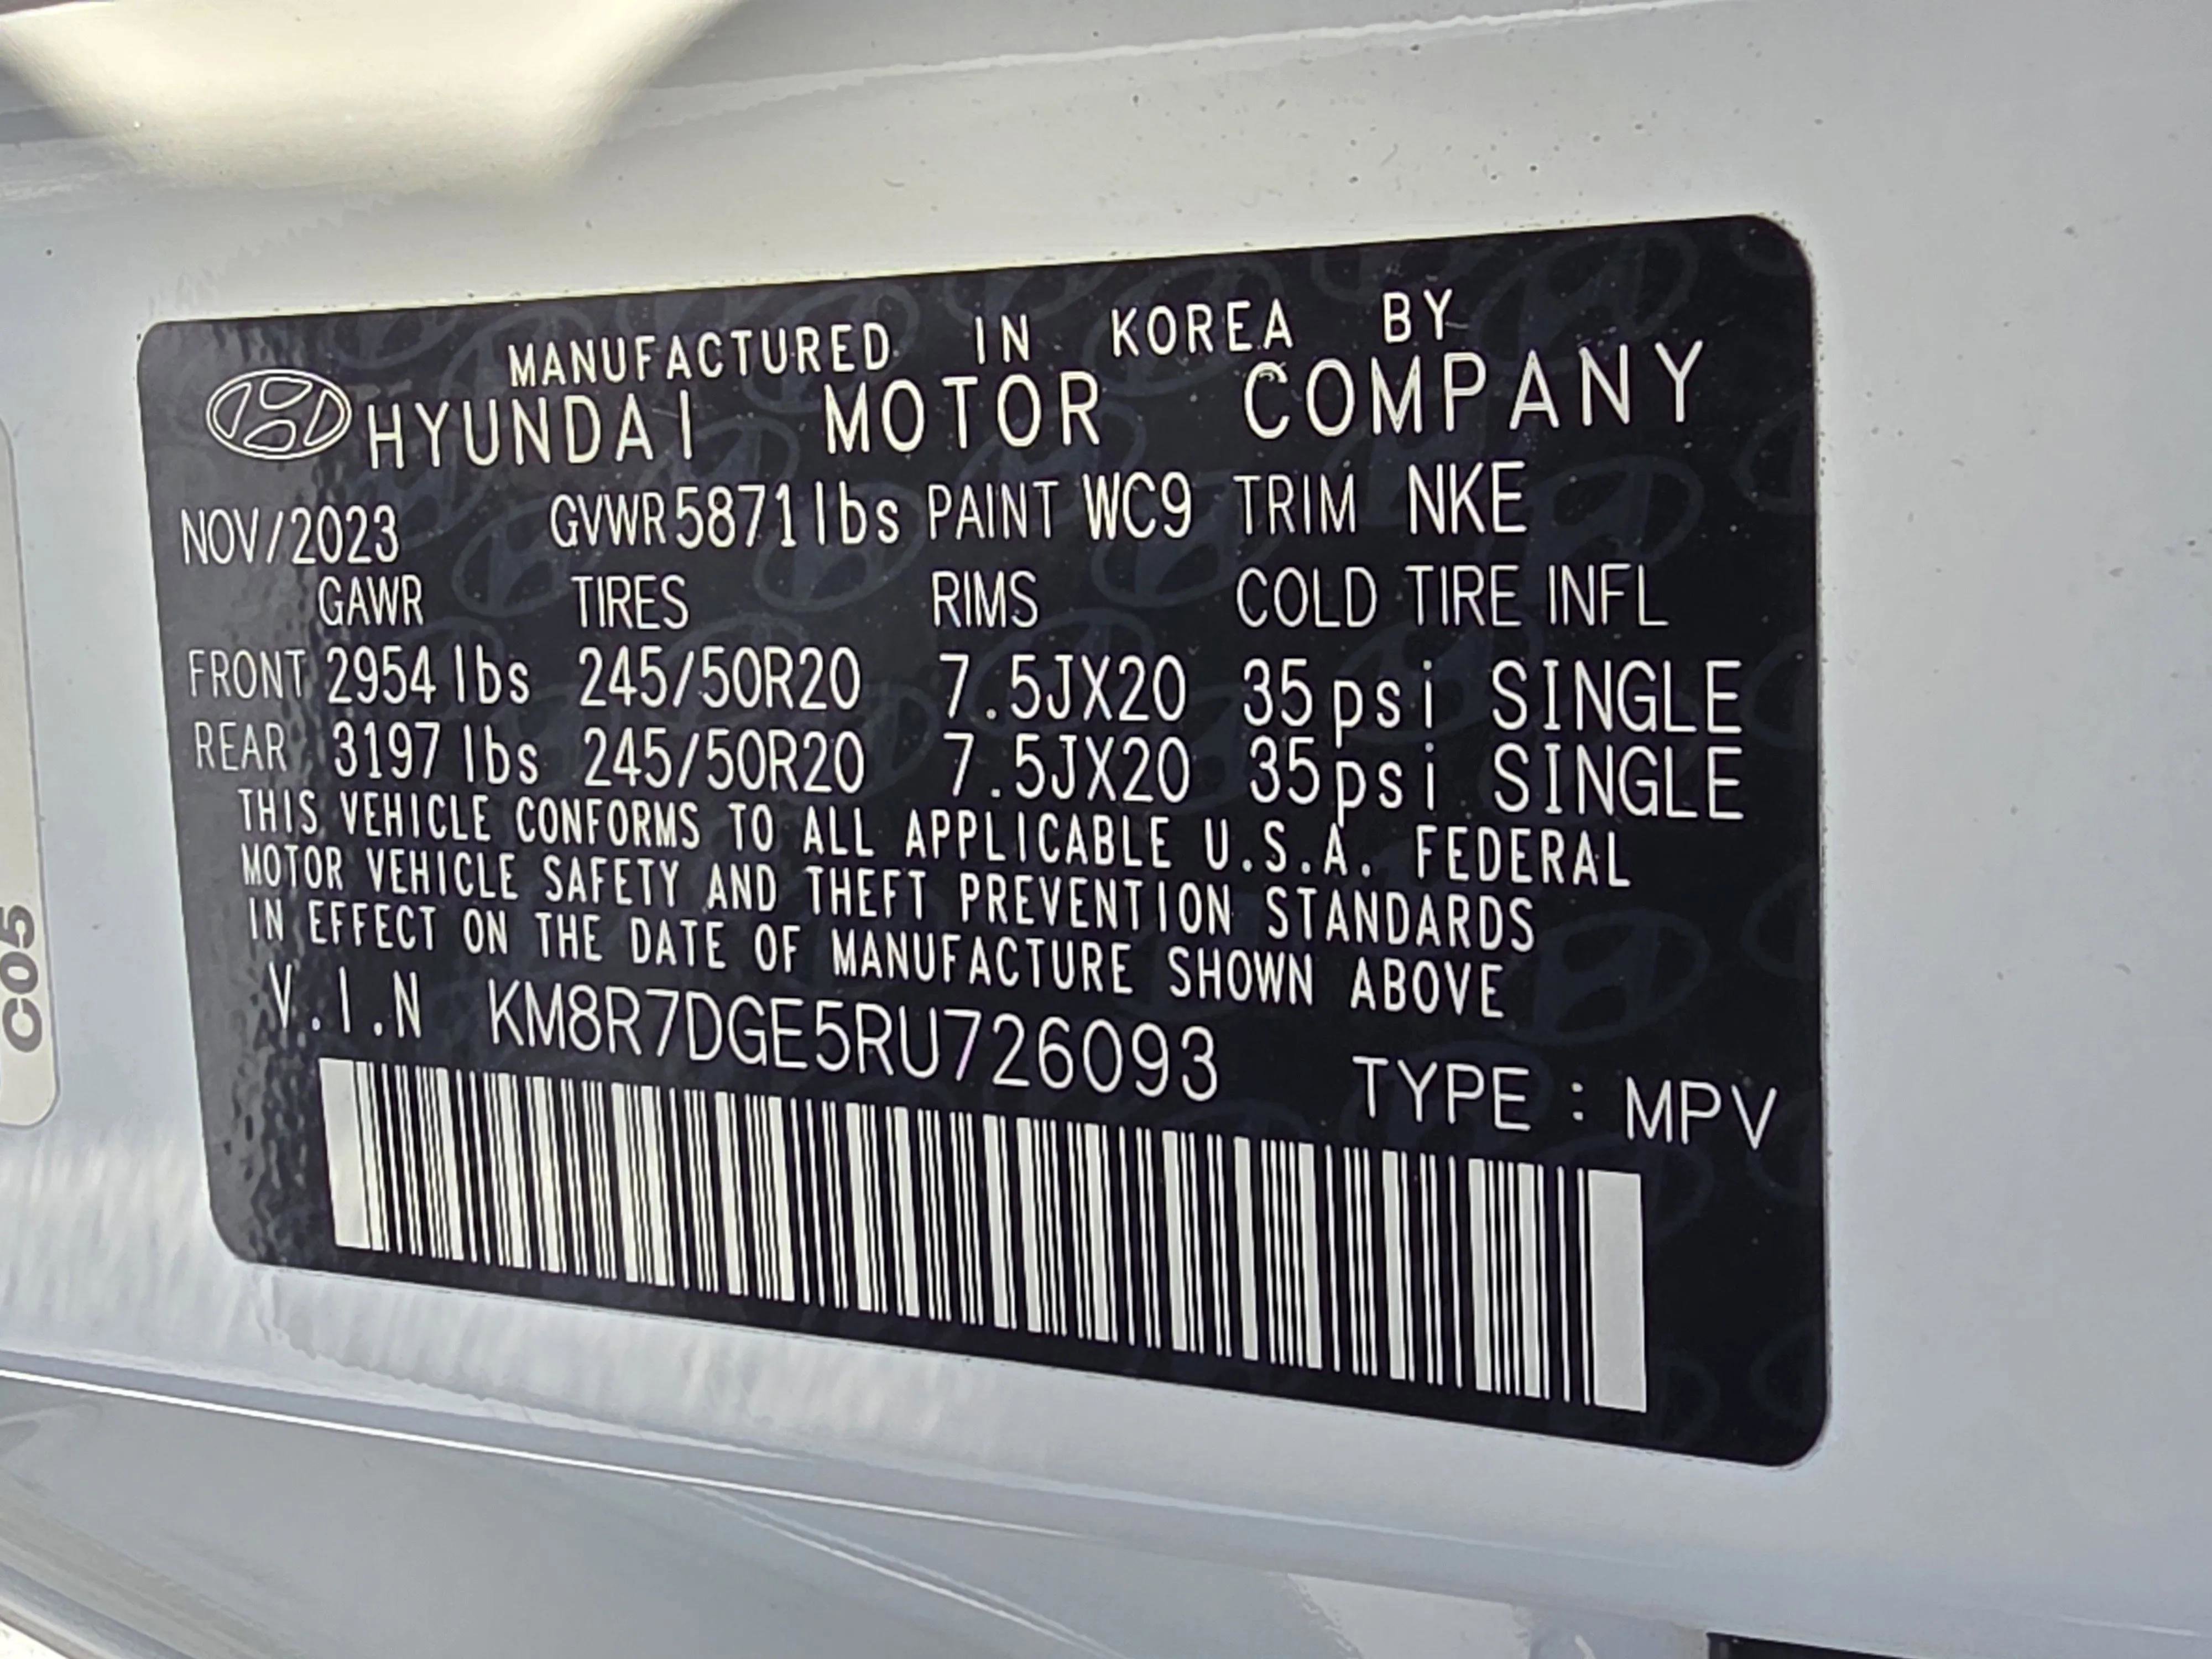 MANUFACTURED IN KOREA BY
HYUNDAI MOTOR COMPANY
NOV/2023 GVWR 5871lbs PAINT WC9 TRIM NKE
GAWR TIRES RIMS COLD TIRE INFL
FRONT 2954 lbs 245/50R20 7.5JX20 35psi SINGLE
REAR 3197 lbs 245/50R20 7.5JX20 35psi SINGLE
THIS VEHICLE CONFORMS TO ALL APPLICABLE U.S.A. FEDERAL
MOTOR VEHICLE SAFETY AND THEFT PREVENTION STANDARDS
IN EFFECT ON THE DATE OF MANUFACTURE SHOWN ABOVE
V.I.N KM8R7DGE5RU726093
TYPE : MPV
C05